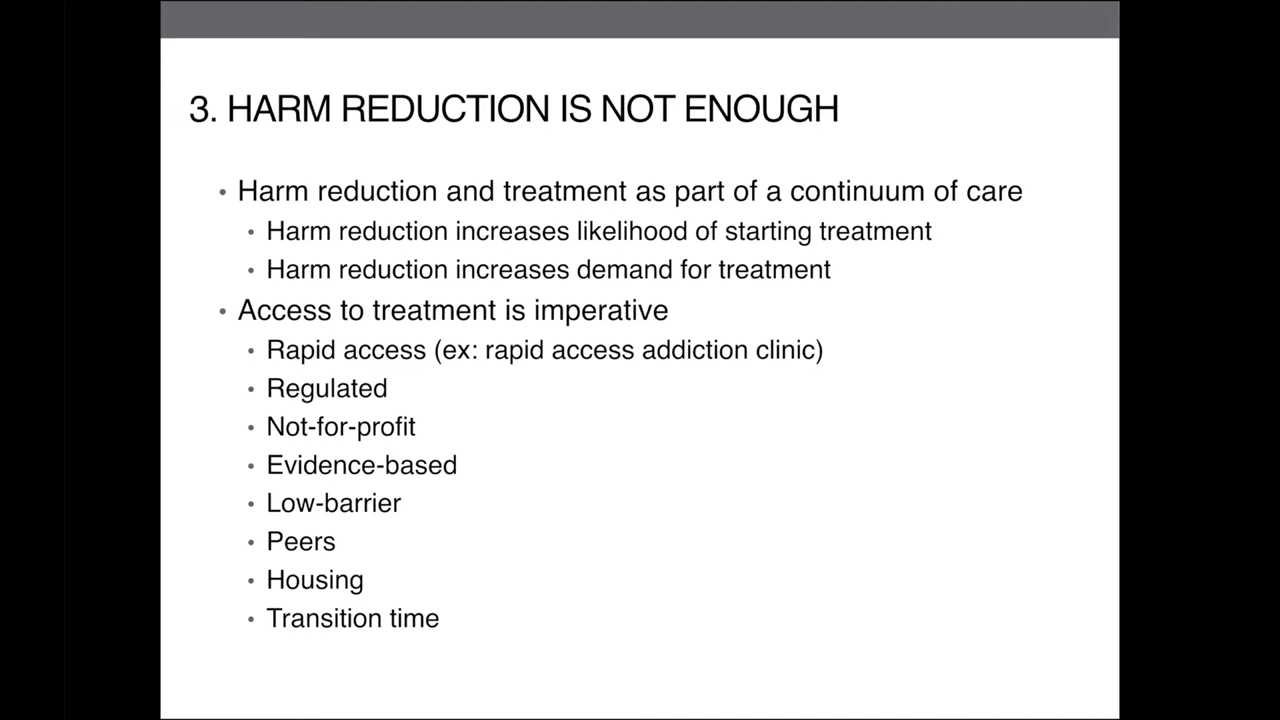 3. HARM REDUCTION IS NOT ENOUGH
• Harm reduction and treatment as part of a continuum of care
• Harm reduction increases likelihood of starting treatment
• Harm reduction increases demand for treatment
• Access to treatment is imperative
• Rapid access (ex: rapid access addiction clinic)
• Regulated
• Not-for-profit
• Evidence-based
• Low-barrier
• Peers
• Housing
• Transition time